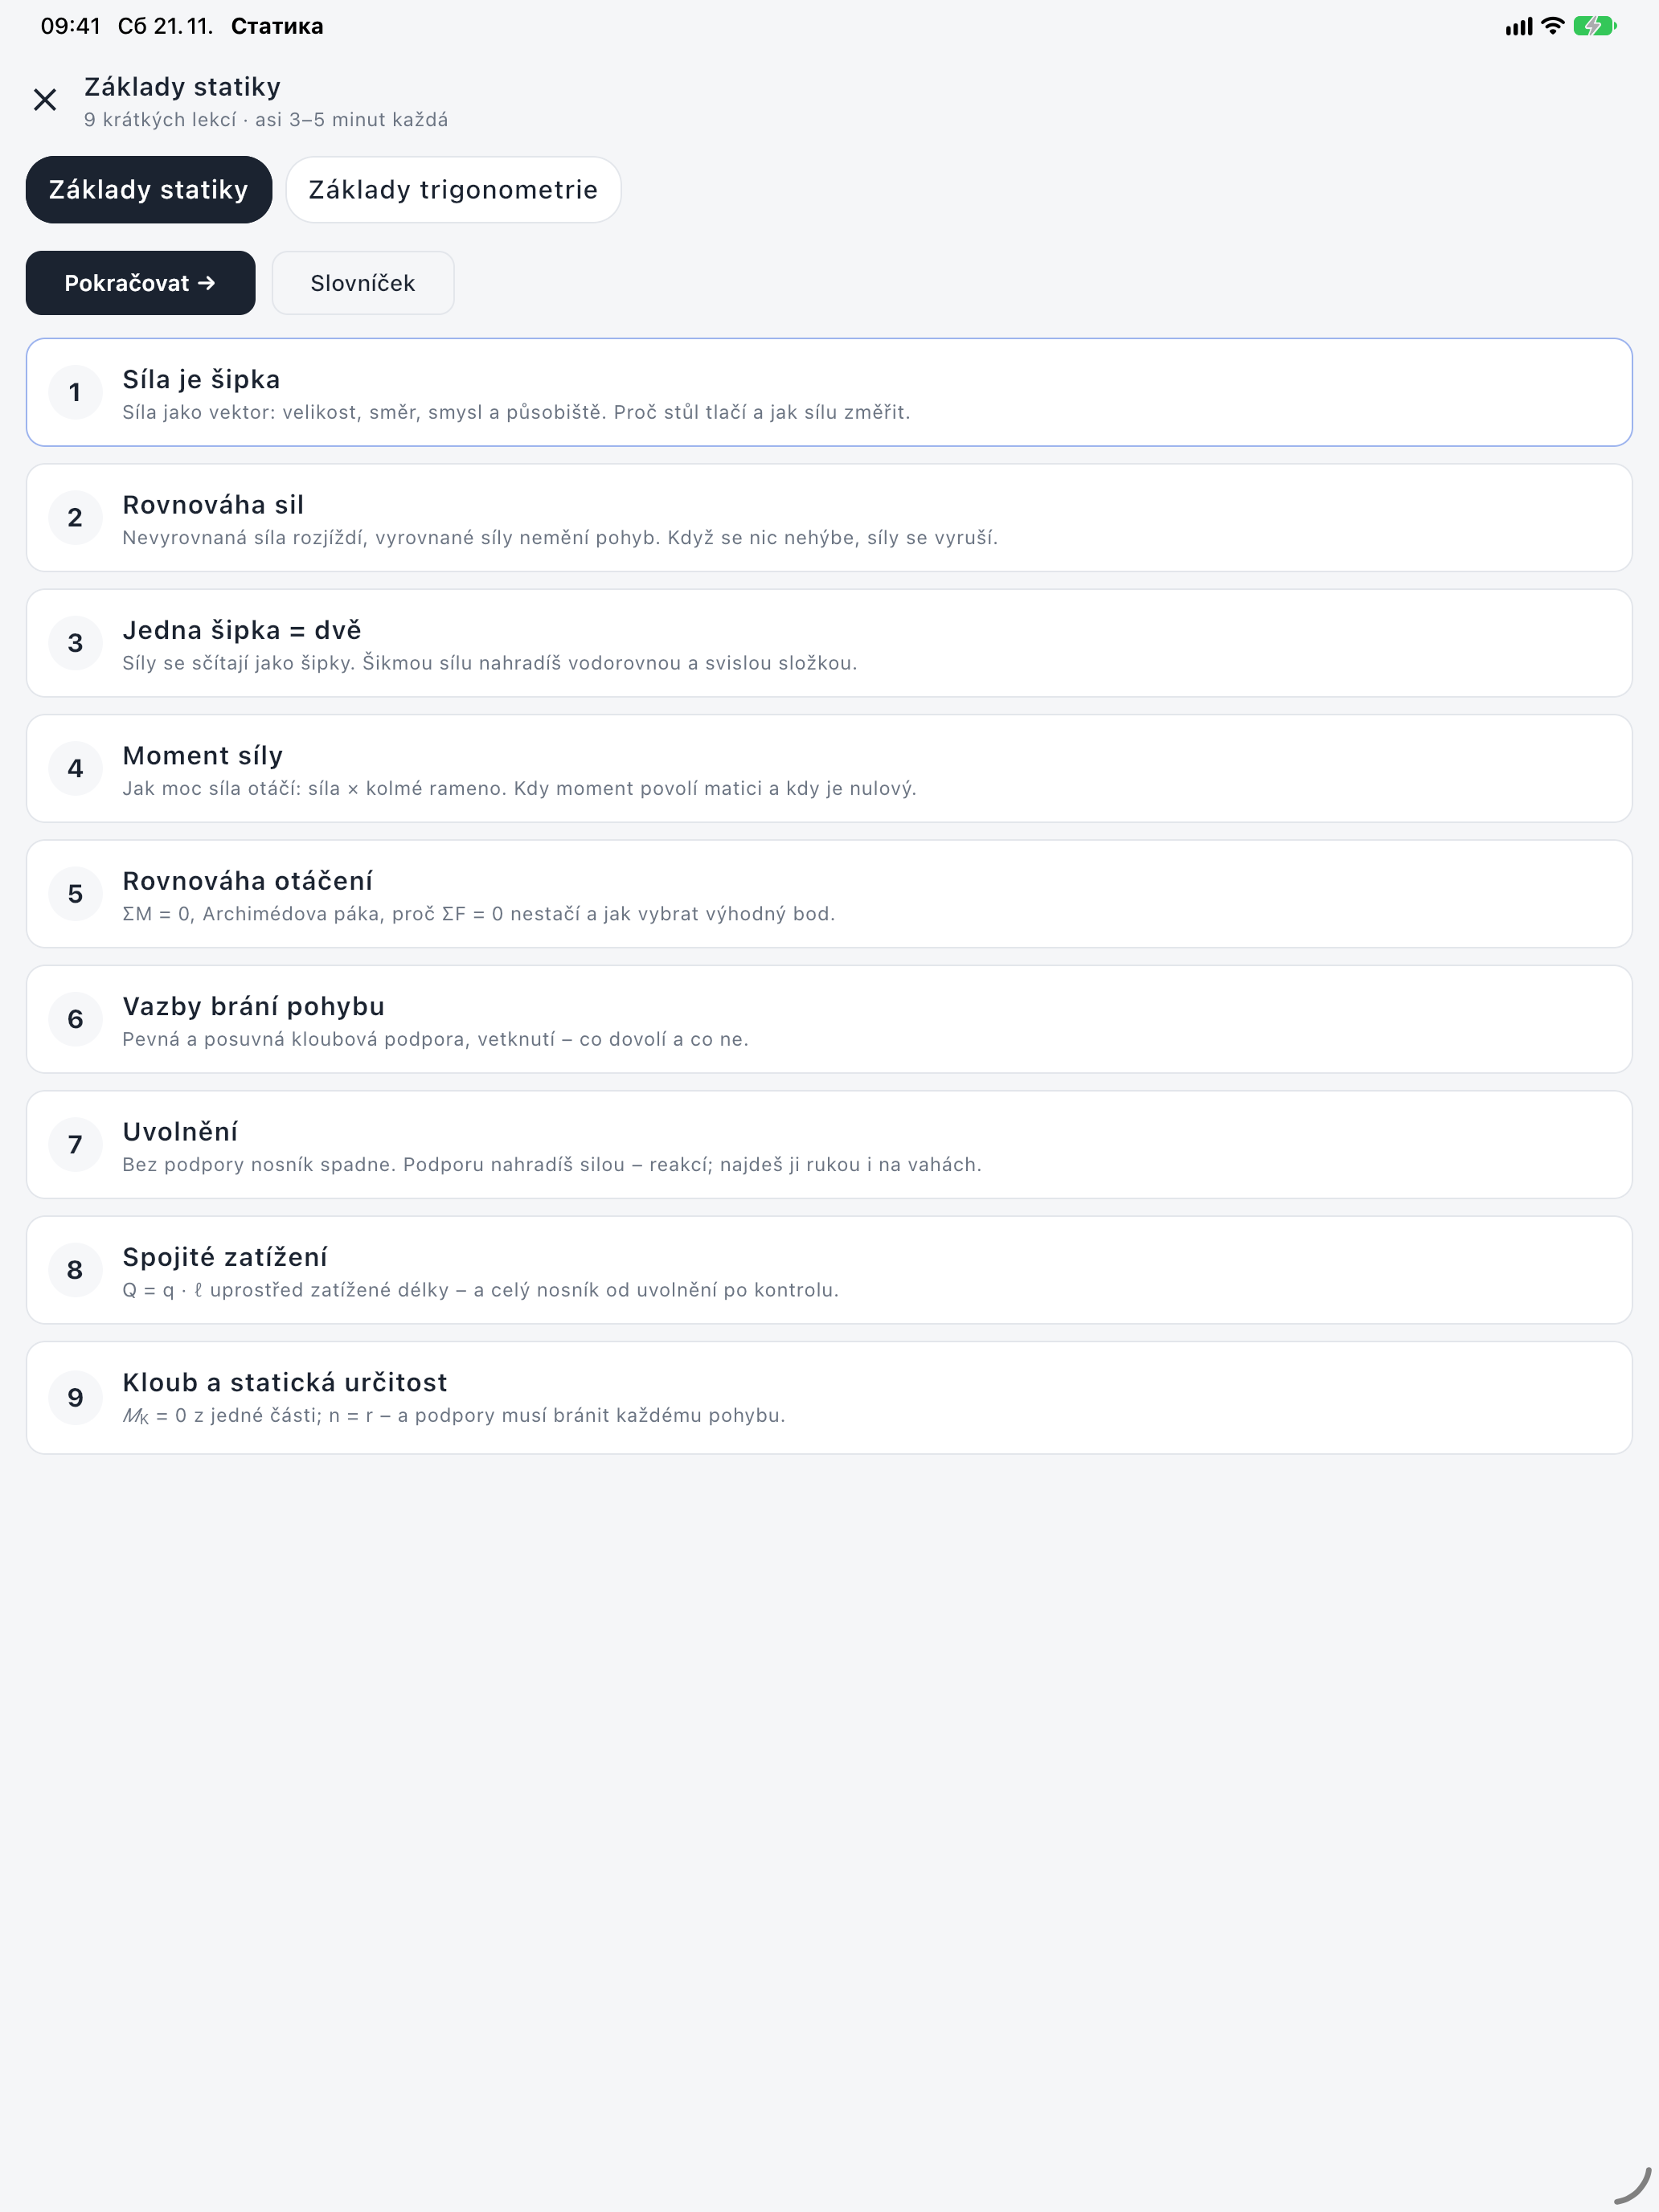 09:41 Сб 21.11. Статика
Základy statiky
9 krátkých lekcí · asi 3–5 minut každá
Základy statiky Základy trigonometrie
Pokračovat → Slovníček
1 Síla je šipka
Síla jako vektor: velikost, směr, smysl a působiště. Proč stůl tlačí a jak sílu změřit.
2 Rovnováha sil
Nevyrovnaná síla rozjíždí, vyrovnané síly nemění pohyb. Když se nic nehýbe, síly se vyruší.
3 Jedna šipka = dvě
Síly se sčítají jako šipky. Šikmou sílu nahradíš vodorovnou a svislou složkou.
4 Moment síly
Jak moc síla otáčí: síla × kolmé rameno. Kdy moment povolí matici a kdy je nulový.
5 Rovnováha otáčení
ΣM = 0, Archimédova páka, proč ΣF = 0 nestačí a jak vybrat výhodný bod.
6 Vazby brání pohybu
Pevná a posuvná kloubová podpora, vetknutí – co dovolí a co ne.
7 Uvolnění
Bez podpory nosník spadne. Podporu nahradíš silou – reakcí; najdeš ji rukou i na vahách.
8 Spojité zatížení
Q = q · ℓ uprostřed zatížené délky – a celý nosník od uvolnění po kontrolu.
9 Kloub a statická určitost
𝑀K = 0 z jedné části; n = r – a podpory musí bránit každému pohybu.